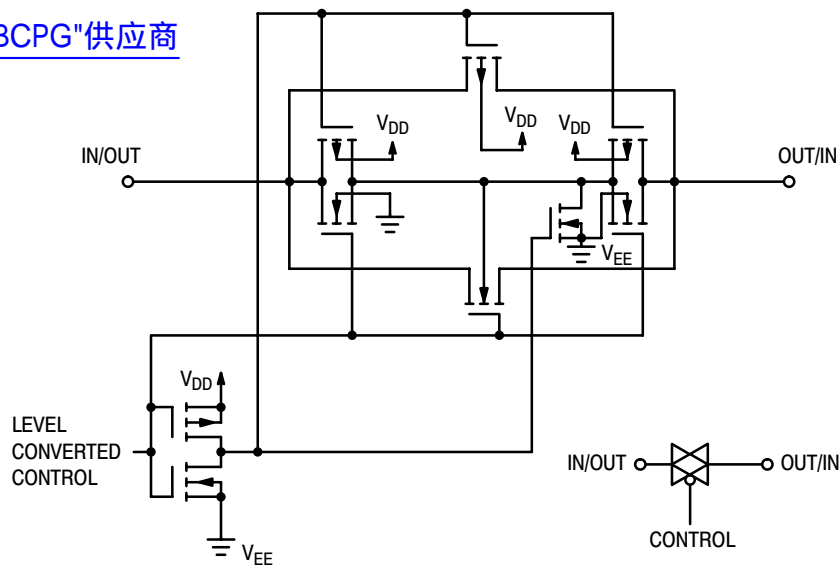 BCPG"供应商
VDD
VDD
VDD
IN/OUT
OUT/IN
VEE
VDD
LEVEL
CONVERTED
CONTROL
VEE
IN/OUT
OUT/IN
CONTROL